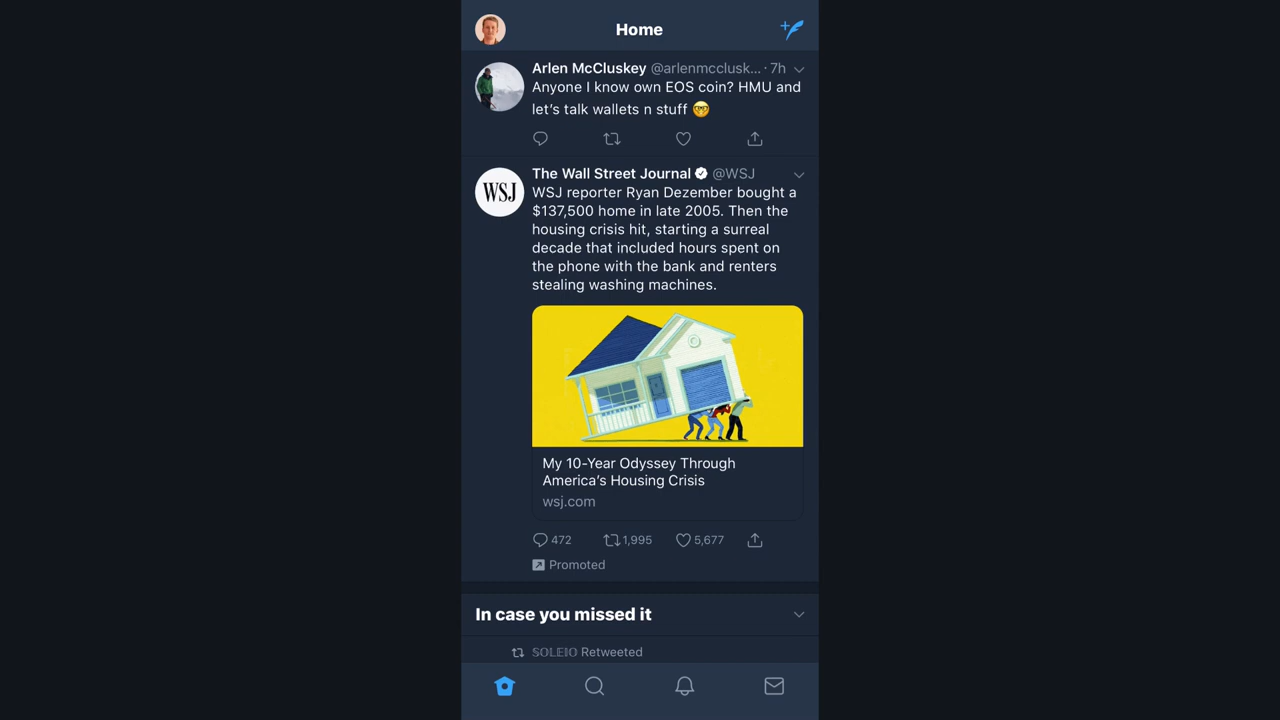 Home
Arlen McCluskey @arlenmcclusk... · 7h
Anyone I know own EOS coin? HMU and
let's talk wallets n stuff 🤓
The Wall Street Journal @WSJ
WSJ
WSJ reporter Ryan Dezember bought a
$137,500 home in late 2005. Then the
housing crisis hit, starting a surreal
decade that included hours spent on
the phone with the bank and renters
stealing washing machines.
My 10-Year Odyssey Through
America's Housing Crisis
wsj.com
472 1,995 5,677
Promoted
In case you missed it
𝕊𝕆𝕃𝔼𝕀𝕆 Retweeted